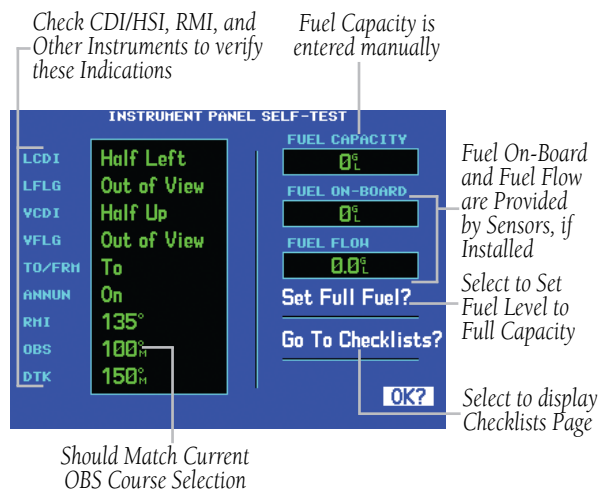 Check CDI/HSI, RMI, and
Other Instruments to verify
these Indications
Fuel Capacity is
entered manually
INSTRUMENT PANEL SELF-TEST
LCDI Half Left
LFLG Out of View
VCDI Half Up
VFLG Out of View
TO/FRM To
ANNUN On
RMI 135°
OBS 100°M
DTK 150°M
FUEL CAPACITY
0GL
FUEL ON-BOARD
0GL
FUEL FLOW
0.0GL
Set Full Fuel?
Go To Checklists?
OK?
Fuel On-Board
and Fuel Flow
are Provided
by Sensors, if
Installed
Select to Set
Fuel Level to
Full Capacity
Select to display
Checklists Page
Should Match Current
OBS Course Selection